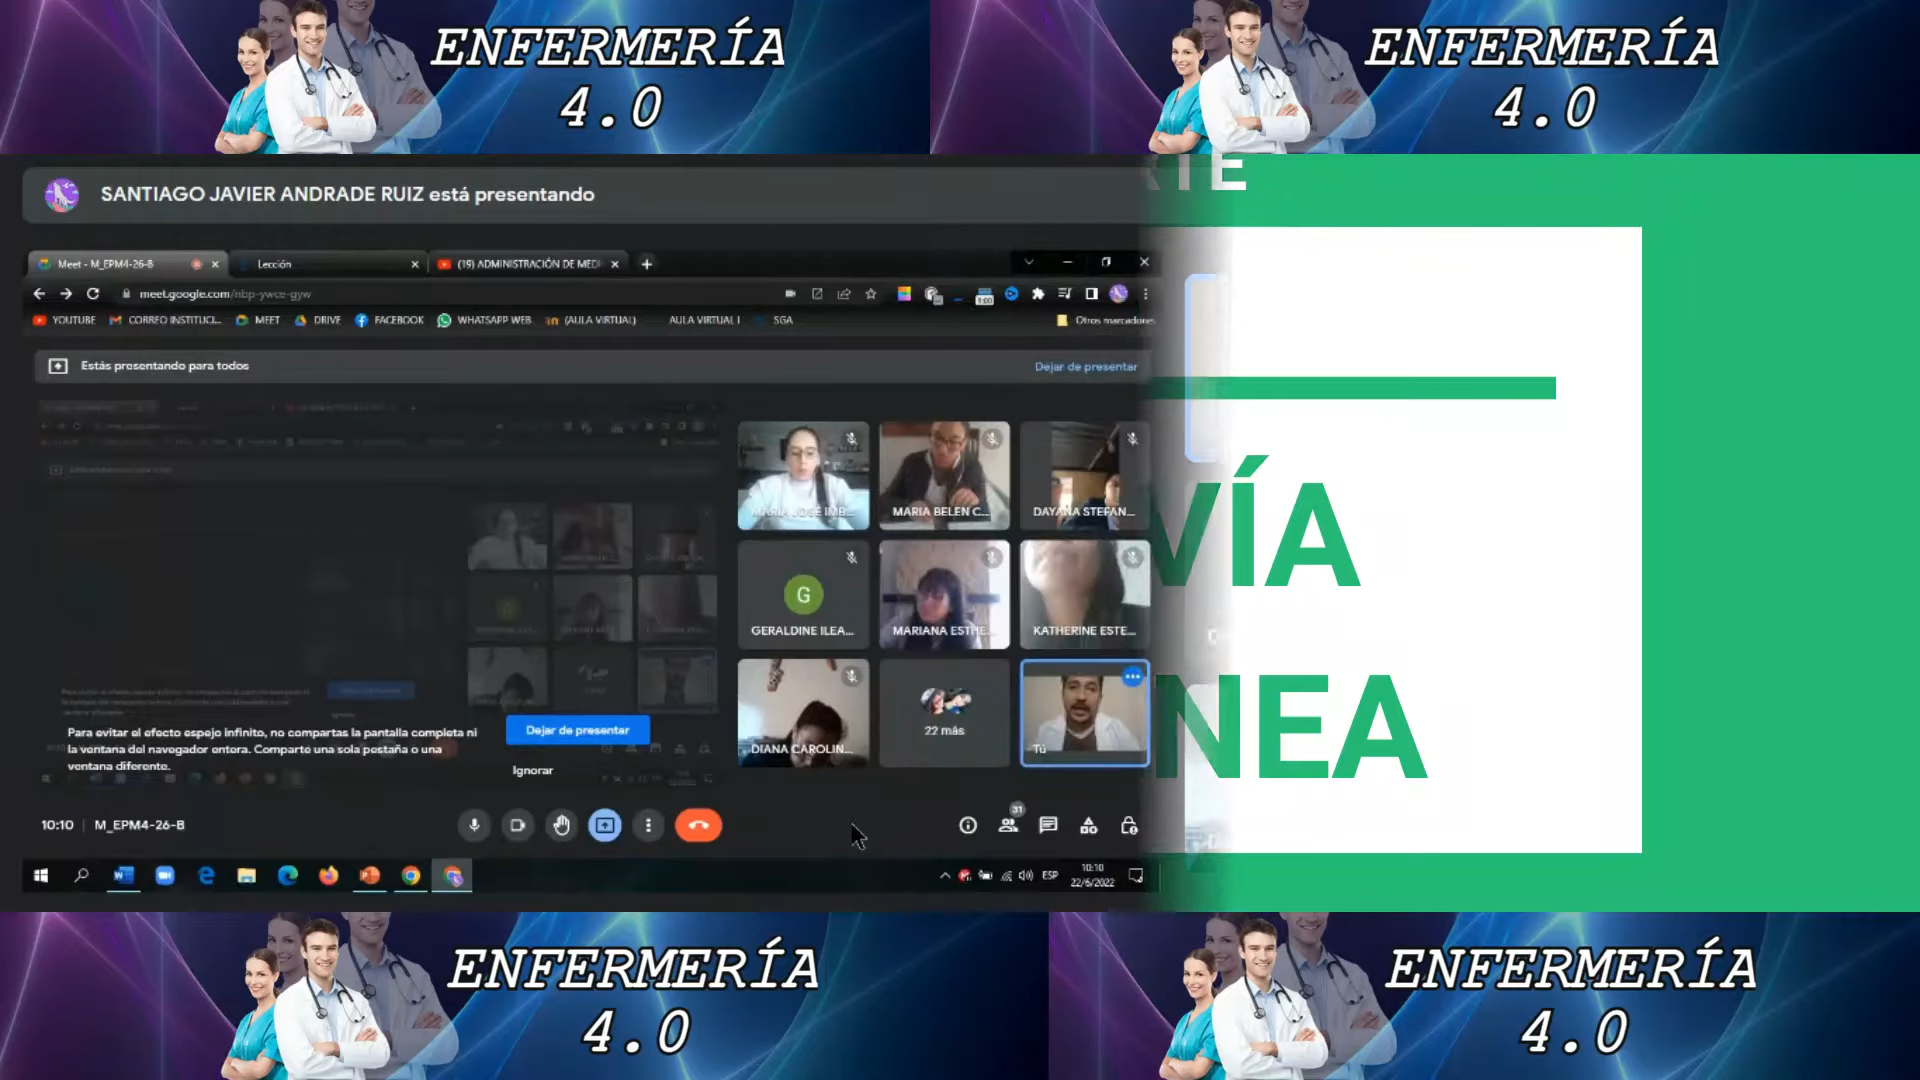 ENFERMERÍA
4.0
ENFERMERÍA
4.0
SANTIAGO JAVIER ANDRADE RUIZ está presentando
Meet - M_EPM4-26-B
Lección
(19) ADMINISTRACIÓN DE MEDI
meet.google.com/nbp-ywce-gyw
YOUTUBE CORREO INSTITUCI... MEET DRIVE FACEBOOK WHATSAPP WEB (AULA VIRTUAL) AULA VIRTUAL I SGA Otros marcadores
Estás presentando para todos
Dejar de presentar
MARIA JOSE IMB...
MARIA BELEN C...
DAYANA STEFAN...
G
GERALDINE ILEA...
MARIANA ESTHE...
KATHERINE ESTE...
DIANA CAROLIN...
22 más
Tú
Para evitar el efecto espejo infinito, no compartas la pantalla completa ni
la ventana del navegador entera. Comparte una sola pestaña o una
ventana diferente.
Dejar de presentar
Ignorar
10:10 | M_EPM4-26-B
31
ESP
10:10
22/6/2022
RTE
VÍA
NEA
ENFERMERÍA
4.0
ENFERMERÍA
4.0